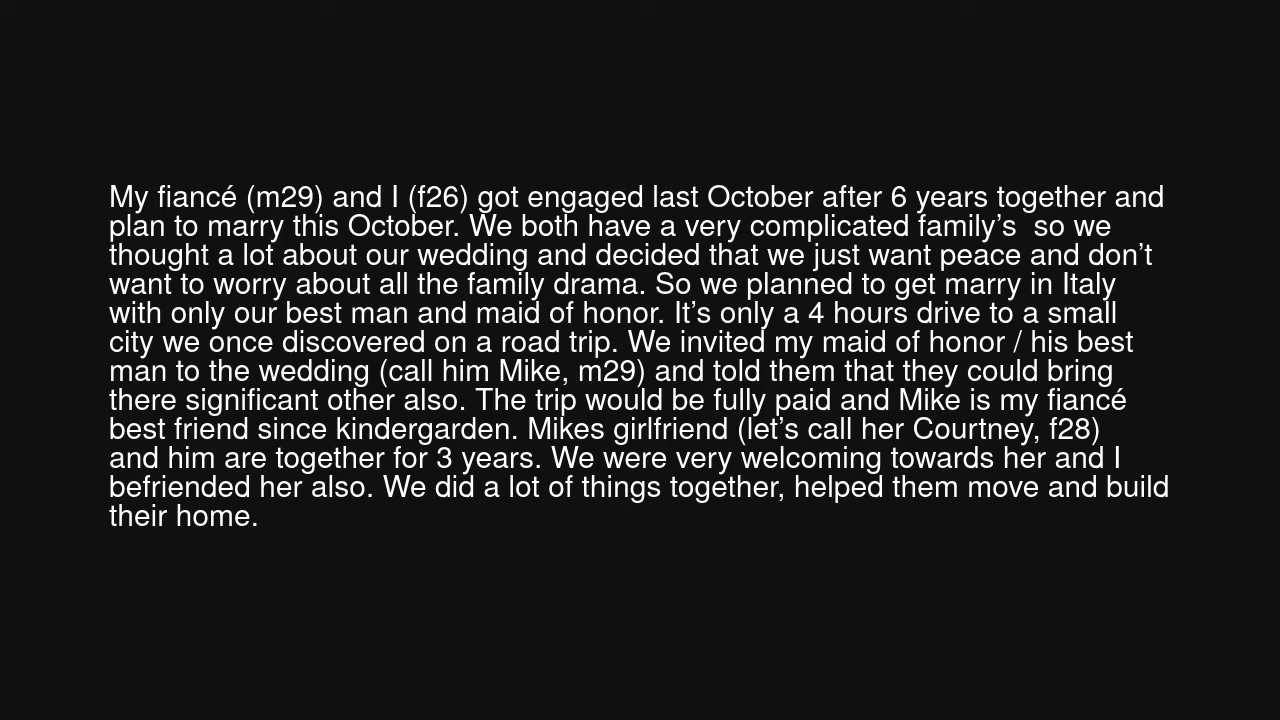 My fiancé (m29) and I (f26) got engaged last October after 6 years together and
plan to marry this October. We both have a very complicated family’s  so we
thought a lot about our wedding and decided that we just want peace and don’t
want to worry about all the family drama. So we planned to get marry in Italy
with only our best man and maid of honor. It’s only a 4 hours drive to a small
city we once discovered on a road trip. We invited my maid of honor / his best
man to the wedding (call him Mike, m29) and told them that they could bring
there significant other also. The trip would be fully paid and Mike is my fiancé
best friend since kindergarden. Mikes girlfriend (let’s call her Courtney, f28)
and him are together for 3 years. We were very welcoming towards her and I
befriended her also. We did a lot of things together, helped them move and build
their home.